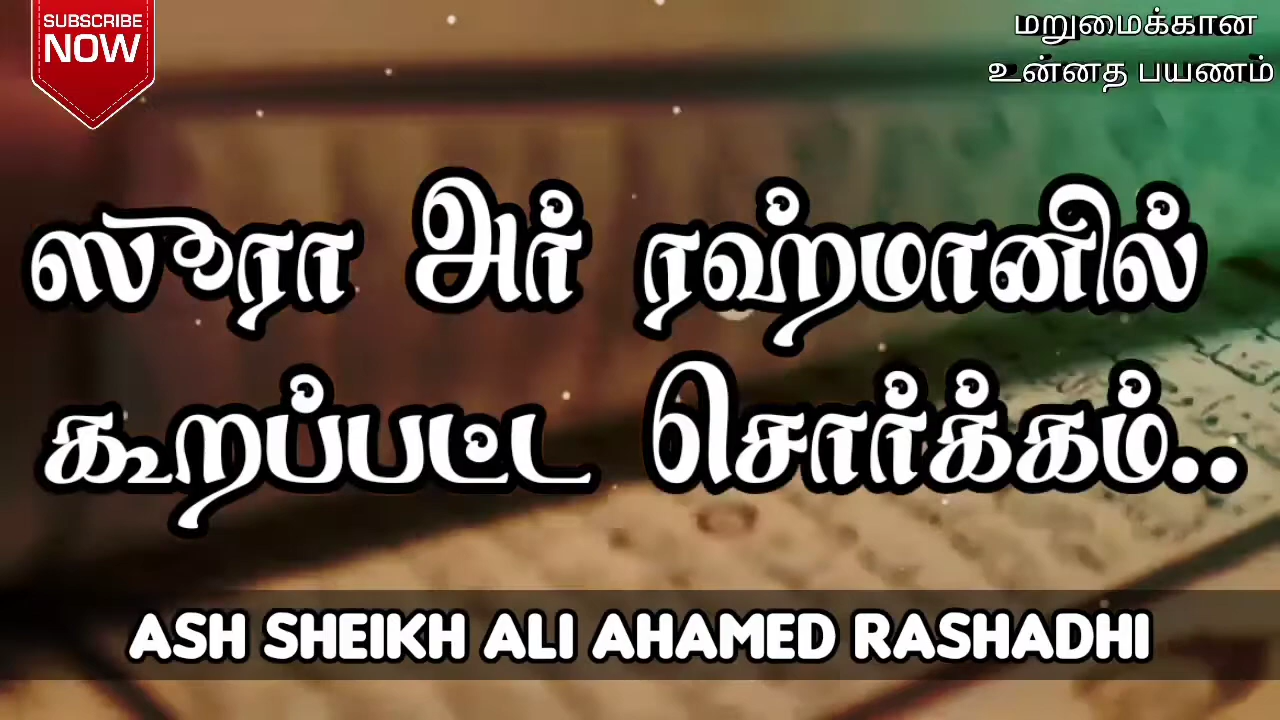 SUBSCRIBE
NOW
மறுமைக்கான
உன்னத பயணம்
ஸூரா அர் ரஹ்மானில்
கூறப்பட்ட சொர்க்கம்..
ASH SHEIKH ALI AHAMED RASHADHI